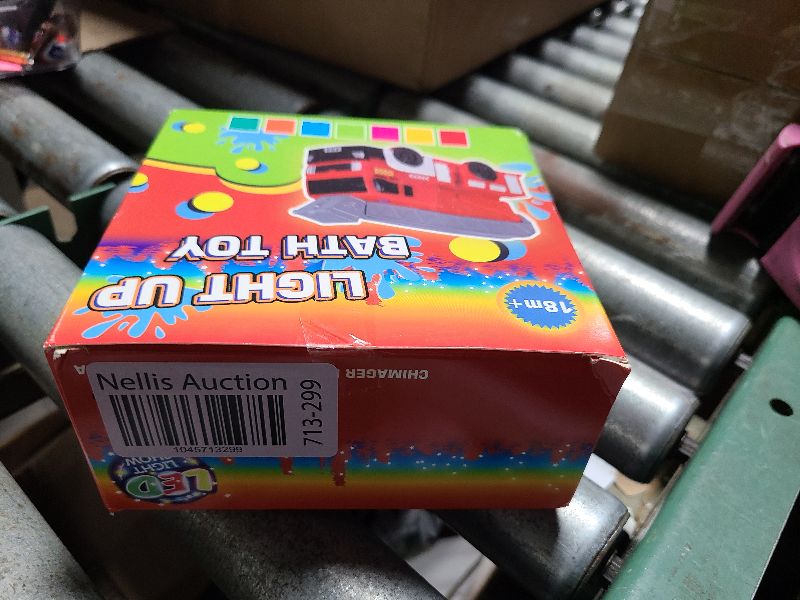 LIGHT UP
BATH TOY
18m+
CHIMAGER
Nellis Auction
1045713299
713-299
LED
LIGHT
SHOW